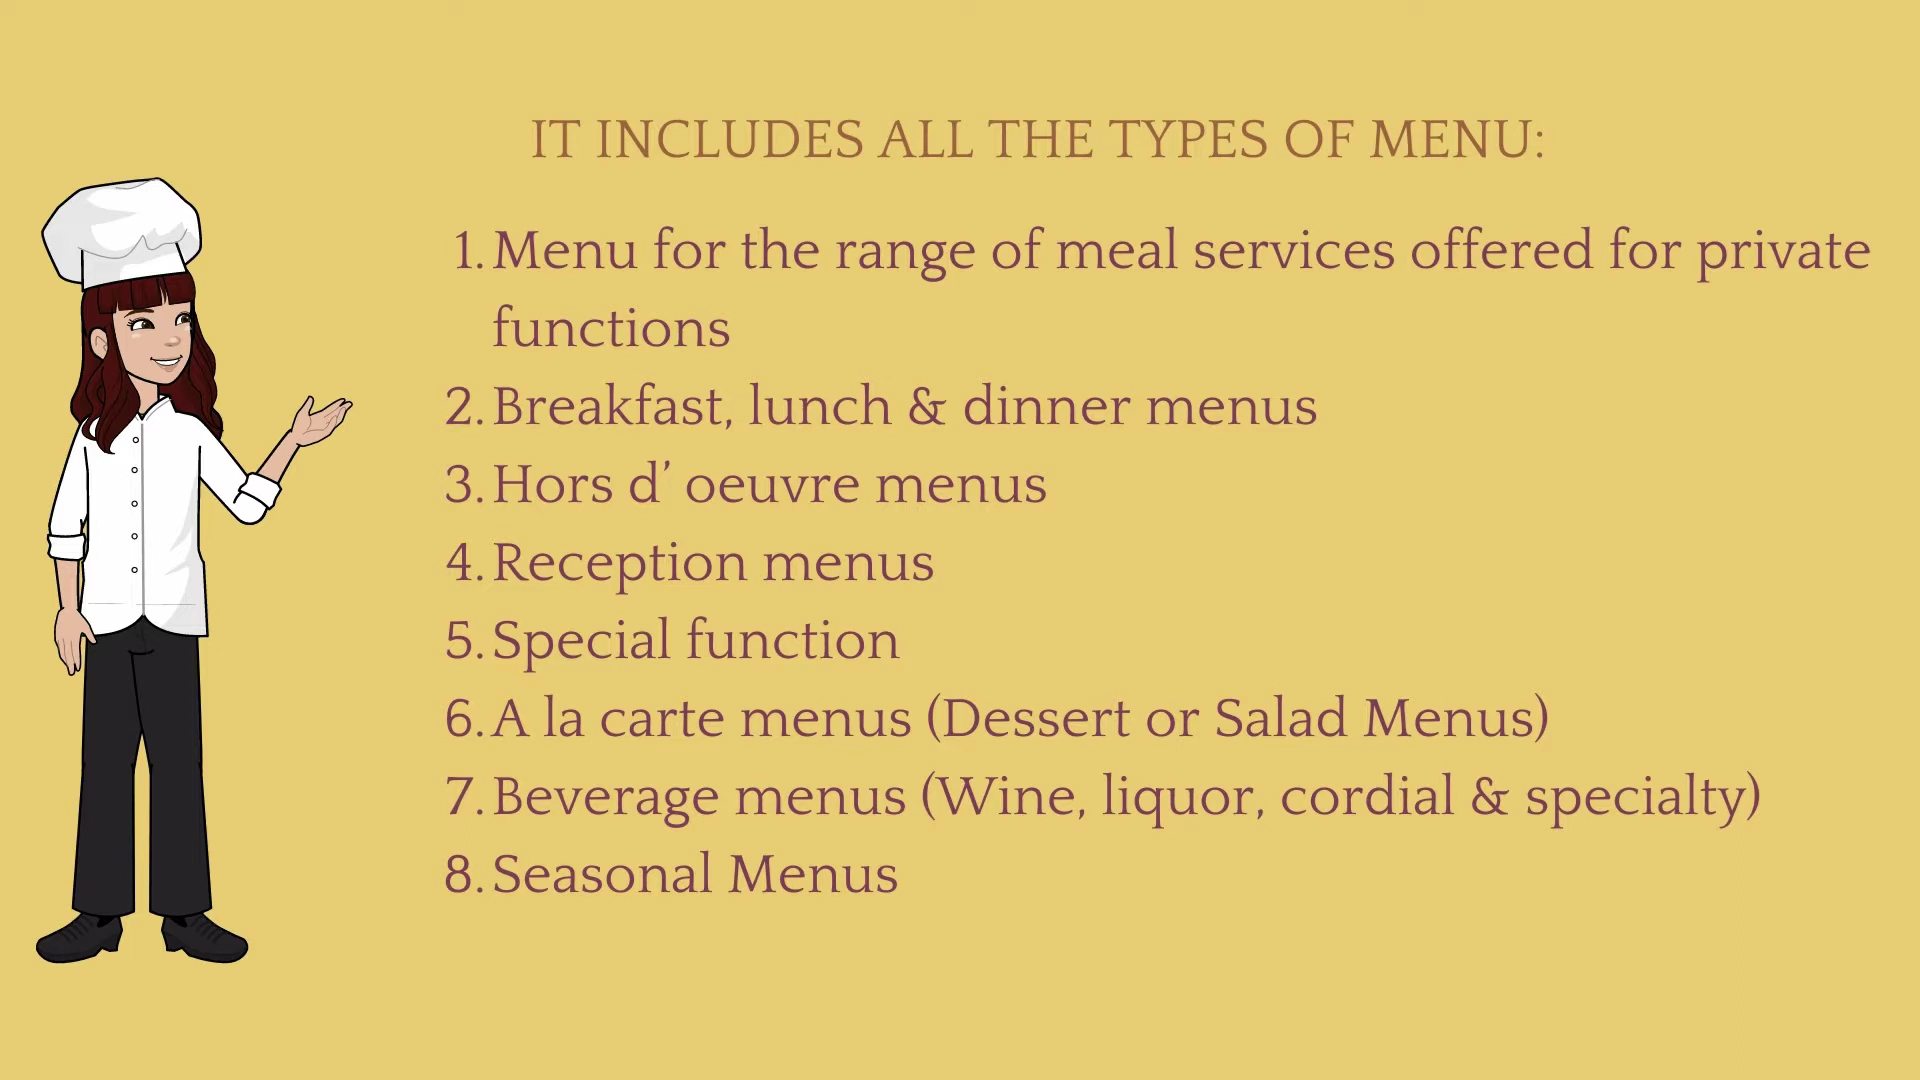 IT INCLUDES ALL THE TYPES OF MENU:
1. Menu for the range of meal services offered for private
functions
2. Breakfast, lunch & dinner menus
3. Hors d’ oeuvre menus
4. Reception menus
5. Special function
6. A la carte menus (Dessert or Salad Menus)
7. Beverage menus (Wine, liquor, cordial & specialty)
8. Seasonal Menus